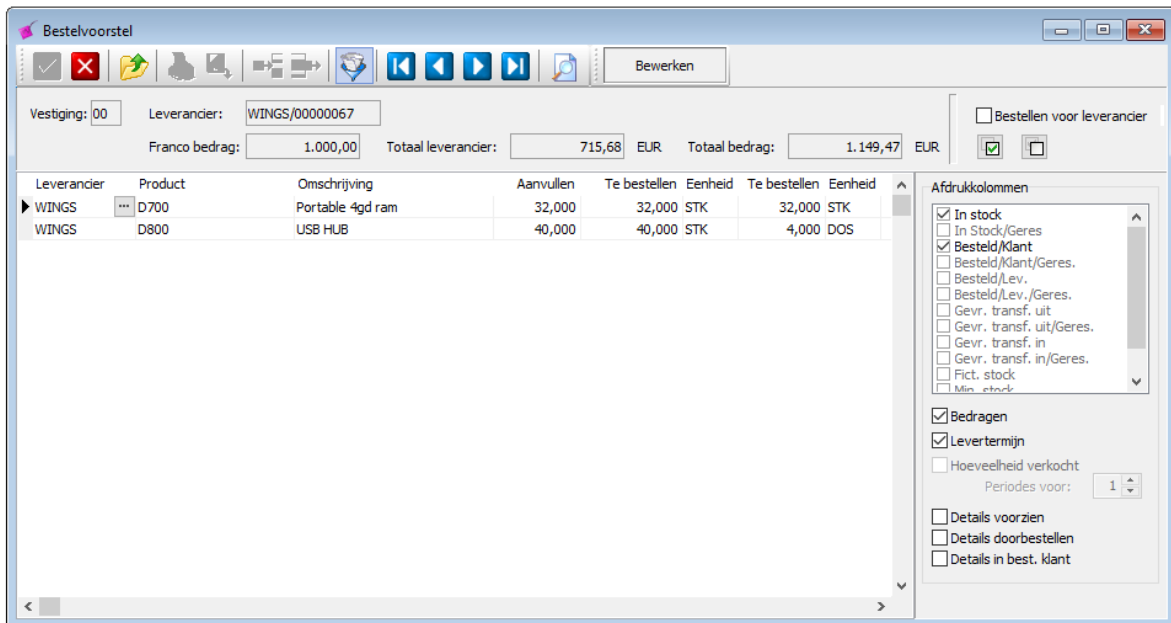 Bestelvoorstel
Bewerken
Vestiging: 00 Leverancier: WINGS/00000067 Bestellen voor leverancier
Franco bedrag: 1.000,00 Totaal leverancier: 715,68 EUR Totaal bedrag: 1.149,47 EUR
Leverancier Product Omschrijving Aanvullen Te bestellen Eenheid Te bestellen Eenheid
WINGS ... D700 Portable 4gd ram 32,000 32,000 STK 32,000 STK
WINGS D800 USB HUB 40,000 40,000 STK 4,000 DOS
Afdrukkolommen
In stock
In Stock/Geres
Besteld/Klant
Besteld/Klant/Geres.
Besteld/Lev.
Besteld/Lev./Geres.
Gevr. transf. uit
Gevr. transf. uit/Geres.
Gevr. transf. in
Gevr. transf. in/Geres.
Fict. stock
Min. stock
Bedragen
Levertermijn
Hoeveelheid verkocht
Periodes voor: 1
Details voorzien
Details doorbestellen
Details in best. klant